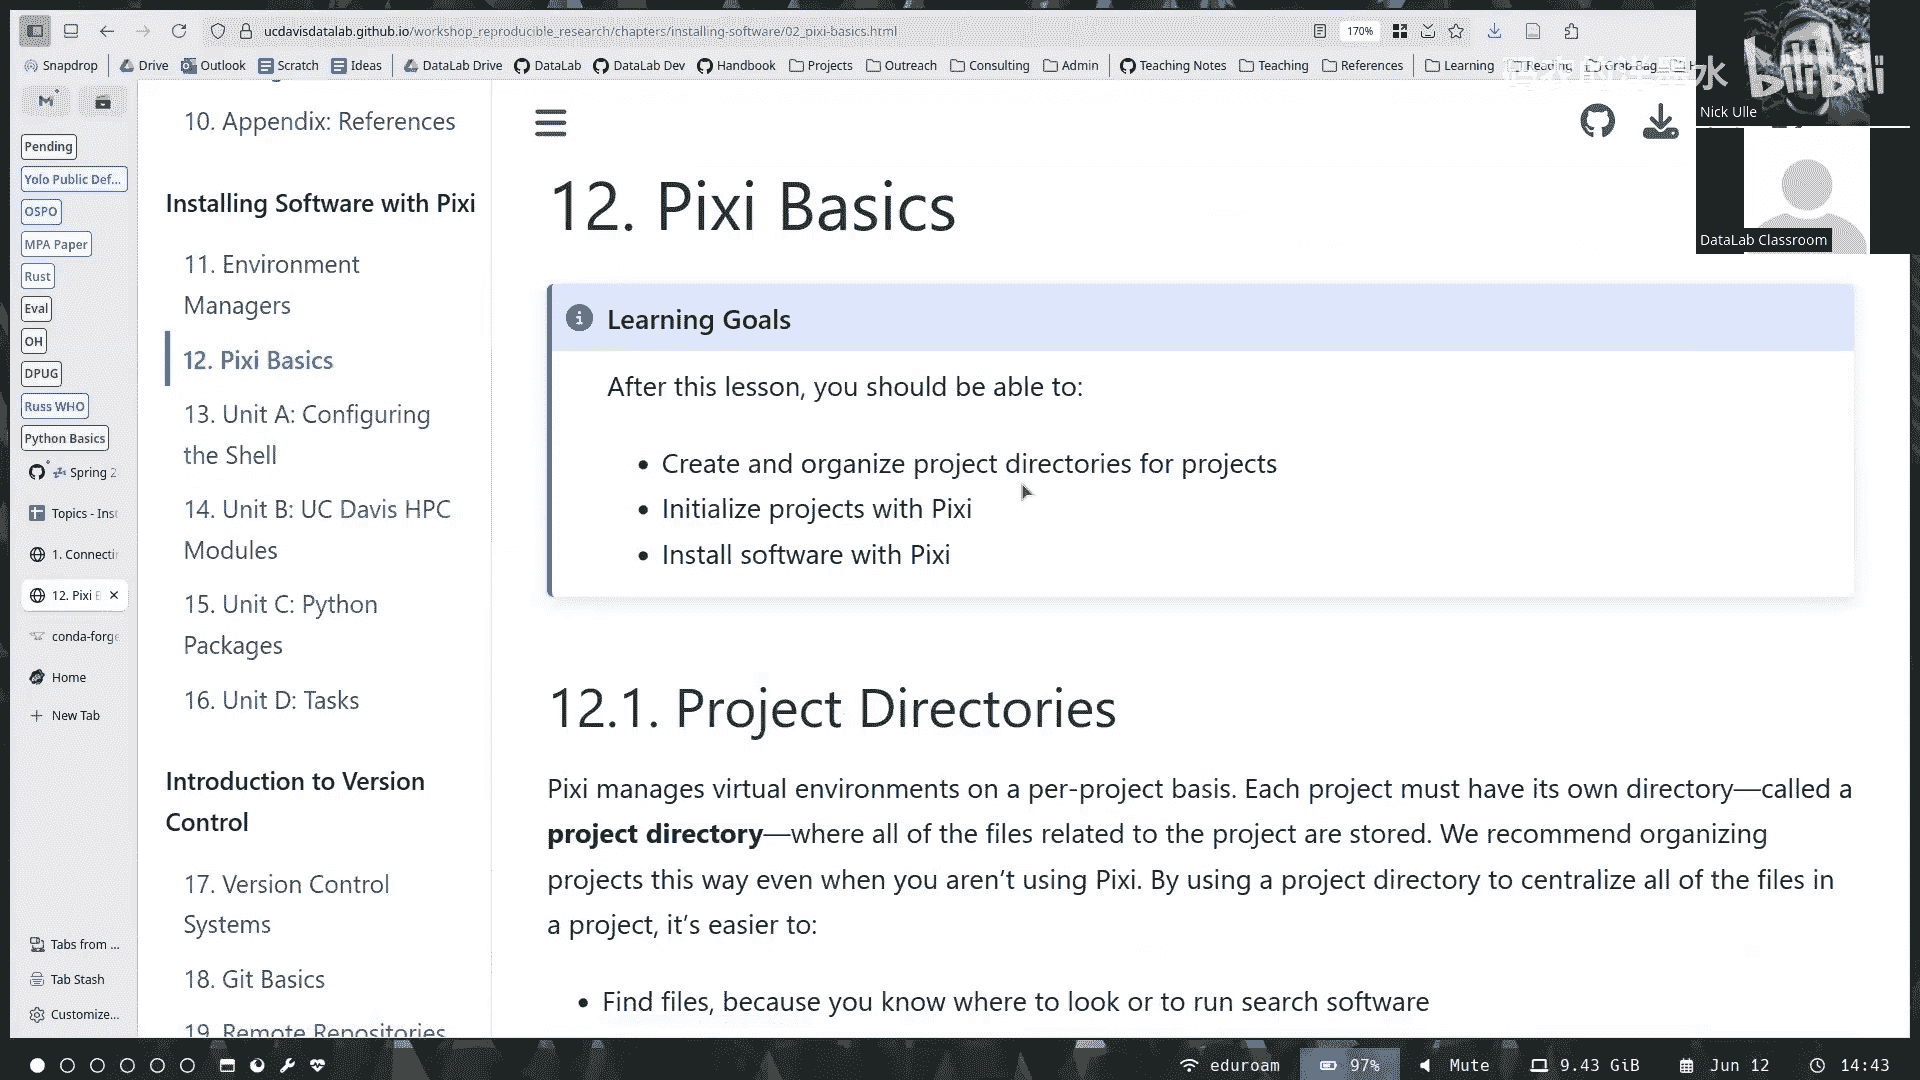 ucdavisdatalab.github.io/workshop_reproducible_research/chapters/installing-software/02_pixi-basics.html
170%
Snapdrop
Drive
Outlook
Scratch
Ideas
DataLab Drive
DataLab
DataLab Dev
Handbook
Projects
Outreach
Consulting
Admin
Teaching Notes
Teaching
References
Learning
Reading
Grab Bag
bilibili
Nick Ulle
DataLab Classroom
Pending
Yolo Public Def...
OSPO
MPA Paper
Rust
Eval
OH
DPUG
Russ WHO
Python Basics
Spring 2
Topics - Ins
1. Connecti
12. Pixi B
conda-forge
Home
New Tab
Tabs from ...
Tab Stash
Customize...
10. Appendix: References
Installing Software with Pixi
11. Environment
Managers
12. Pixi Basics
13. Unit A: Configuring
the Shell
14. Unit B: UC Davis HPC
Modules
15. Unit C: Python
Packages
16. Unit D: Tasks
Introduction to Version
Control
17. Version Control
Systems
18. Git Basics
19. Remote Repositories
12. Pixi Basics
Learning Goals
After this lesson, you should be able to:
• Create and organize project directories for projects
• Initialize projects with Pixi
• Install software with Pixi
12.1. Project Directories
Pixi manages virtual environments on a per-project basis. Each project must have its own directory—called a
project directory—where all of the files related to the project are stored. We recommend organizing
projects this way even when you aren't using Pixi. By using a project directory to centralize all of the files in
a project, it's easier to:
• Find files, because you know where to look or to run search software
eduroam
97%
Mute
9.43 GiB
Jun 12
14:43